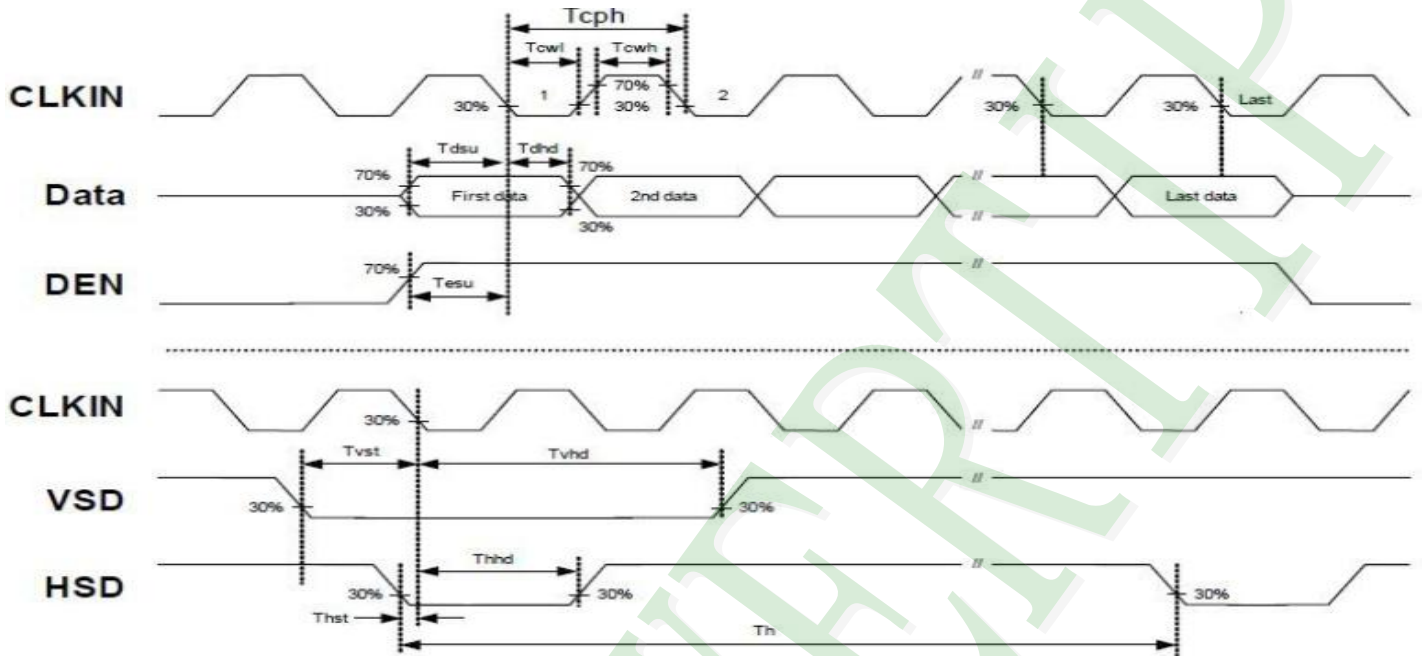 Tcph
Tcwl Tcwh
CLKIN
30% 1 70% 30% 2 30% 30% Last
Tdsu Tdhd
Data
70% 30% First data 70% 30% 2nd data Last data
DEN
70% Tesu
CLKIN
30%
Tvst Tvhd
VSD
30% 30%
Thhd
HSD
30% 30% 30%
Thst
Th